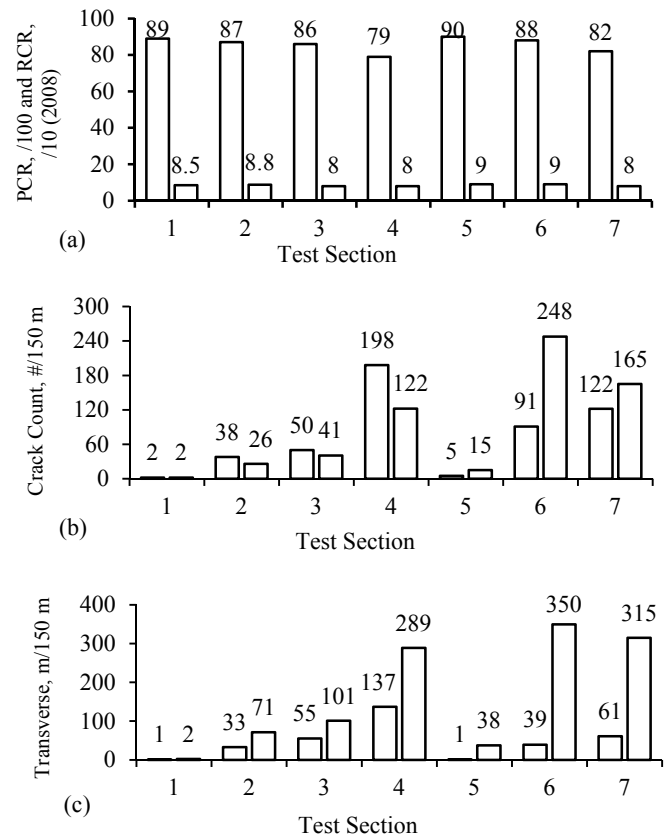 PCR, /100 and RCR,
/10 (2008)
100
80
60
40
20
0
89 87 86 79 90 88 82
8.5 8.8 8 8 9 9 8
1 2 3 4 5 6 7
Test Section
(a)
Crack Count, #/150 m
300
240
180
120
60
0
2 2 38 26 50 41 198 122 5 15 91 248 122 165
1 2 3 4 5 6 7
Test Section
(b)
Transverse, m/150 m
400
300
200
100
0
1 2 33 71 55 101 137 289 1 38 39 350 61 315
1 2 3 4 5 6 7
Test Section
(c)